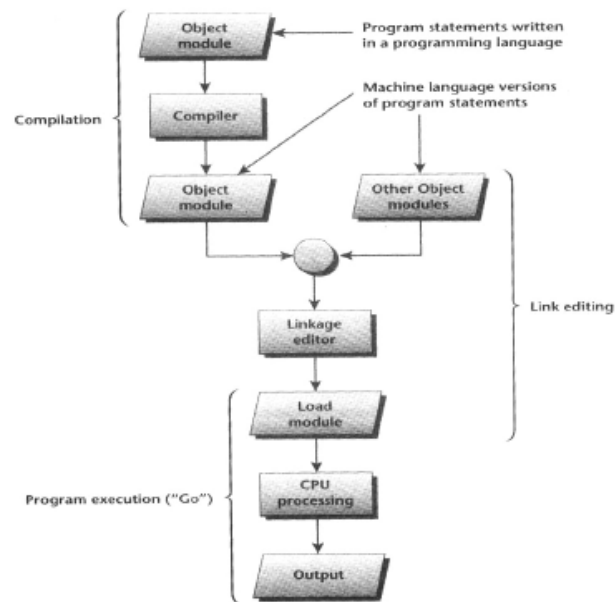 Object
module
Program statements written
in a programming language
Machine language versions
of program statements
Compilation
Compiler
Object
module
Other Object
modules
Linkage
editor
Link editing
Load
module
CPU
processing
Program execution ("Go")
Output